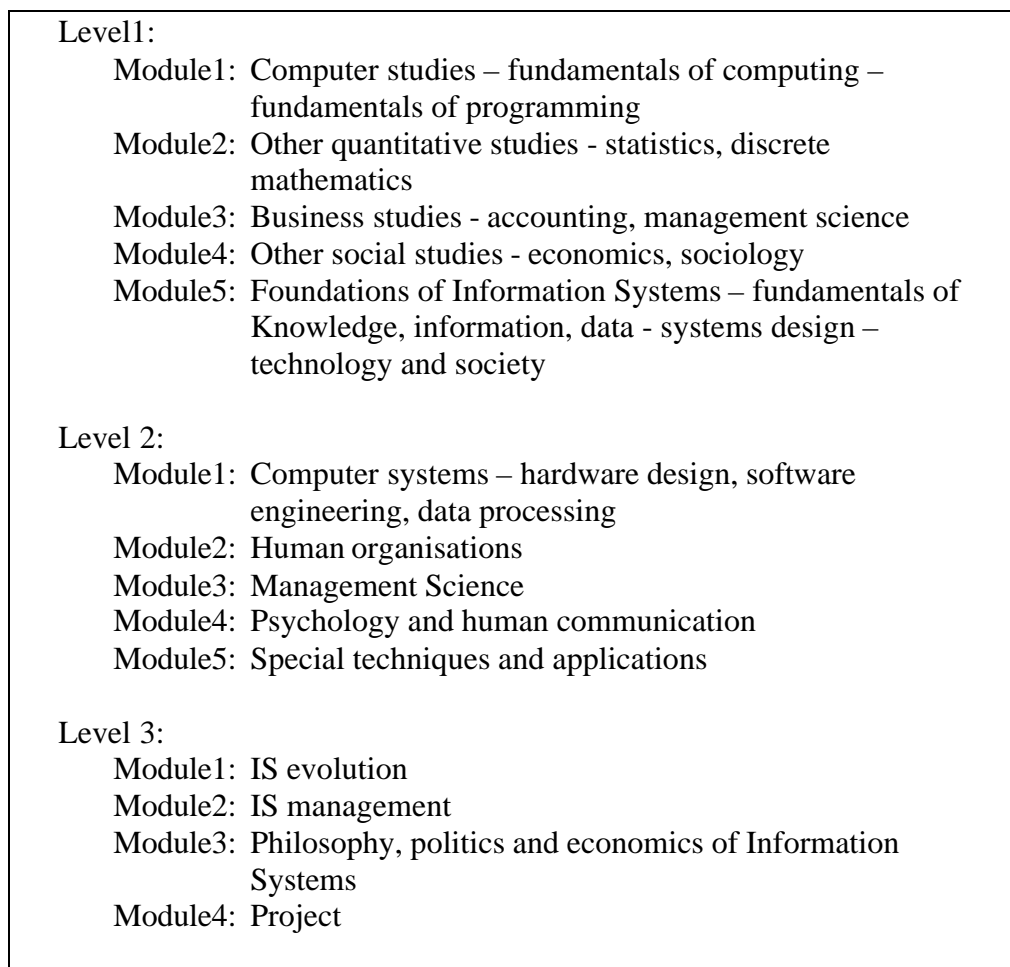 Level1:
Module1: Computer studies – fundamentals of computing –
fundamentals of programming
Module2: Other quantitative studies - statistics, discrete
mathematics
Module3: Business studies - accounting, management science
Module4: Other social studies - economics, sociology
Module5: Foundations of Information Systems – fundamentals of
Knowledge, information, data - systems design –
technology and society
Level 2:
Module1: Computer systems – hardware design, software
engineering, data processing
Module2: Human organisations
Module3: Management Science
Module4: Psychology and human communication
Module5: Special techniques and applications
Level 3:
Module1: IS evolution
Module2: IS management
Module3: Philosophy, politics and economics of Information
Systems
Module4: Project